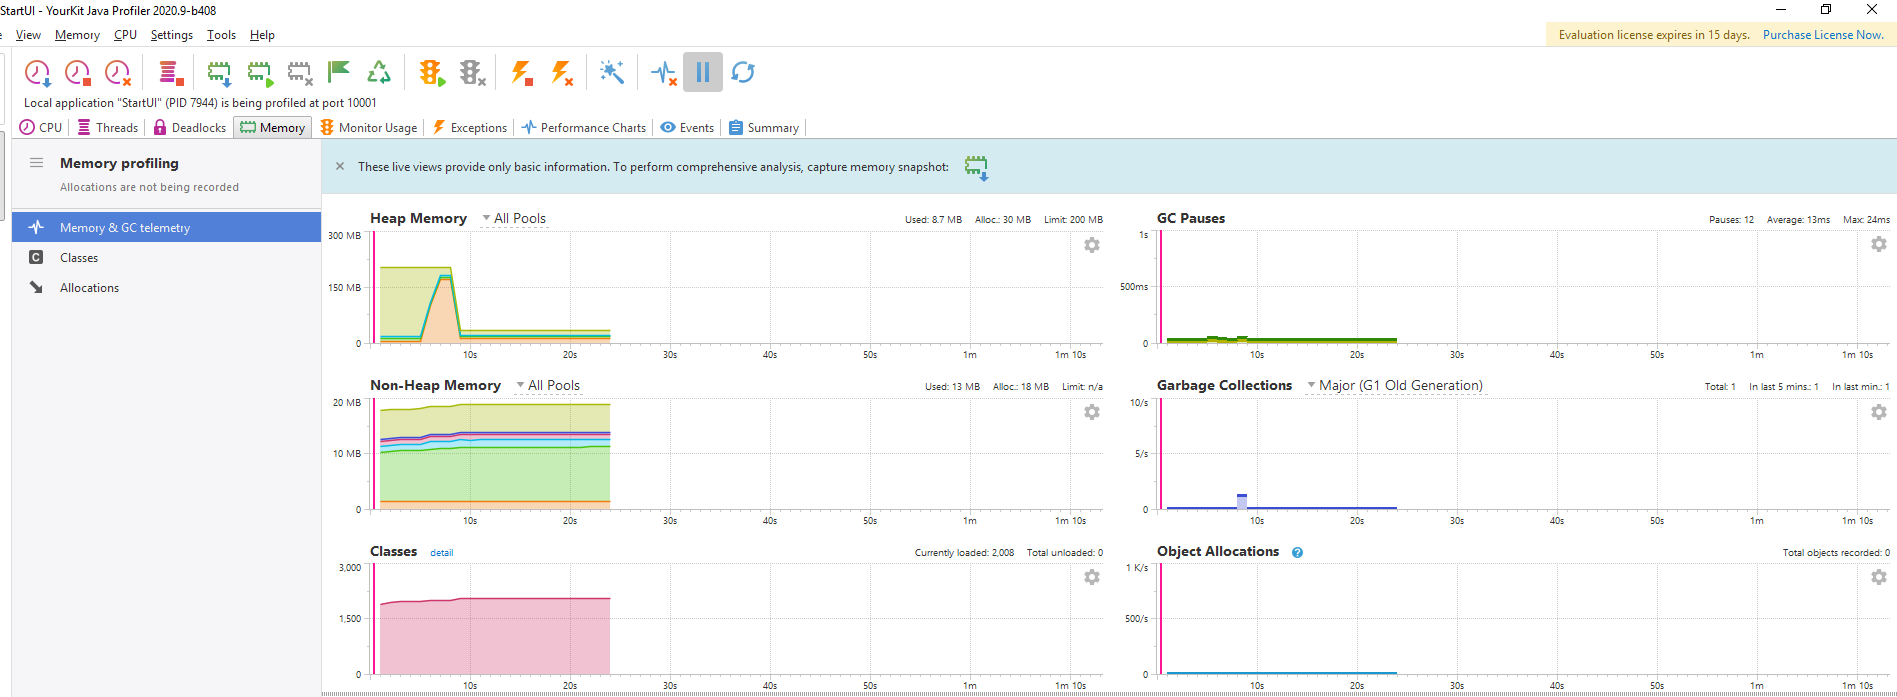 StartUI - YourKit Java Profiler 2020.9-b408
View Memory CPU Settings Tools Help
Evaluation license expires in 15 days. Purchase License Now.
Local application "StartUI" (PID 7944) is being profiled at port 10001
CPU Threads Deadlocks Memory Monitor Usage Exceptions Performance Charts Events Summary
Memory profiling
Allocations are not being recorded
Memory & GC telemetry
Classes
Allocations
These live views provide only basic information. To perform comprehensive analysis, capture memory snapshot:
Heap Memory All Pools Used: 8.7 MB Alloc.: 30 MB Limit: 200 MB
300 MB
150 MB
0
10s 20s 30s 40s 50s 1m 1m 10s
GC Pauses Pauses: 12 Average: 13ms Max: 24ms
1s
500ms
0
10s 20s 30s 40s 50s 1m 1m 10s
Non-Heap Memory All Pools Used: 13 MB Alloc.: 18 MB Limit: n/a
20 MB
10 MB
0
10s 20s 30s 40s 50s 1m 1m 10s
Garbage Collections Major (G1 Old Generation) Total: 1 In last 5 mins.: 1 In last min.: 1
10/s
5/s
0
10s 20s 30s 40s 50s 1m 1m 10s
Classes detail Currently loaded: 2,008 Total unloaded: 0
3,000
1,500
0
10s 20s 30s 40s 50s 1m 1m 10s
Object Allocations ? Total objects recorded: 0
1 K/s
500/s
0
10s 20s 30s 40s 50s 1m 1m 10s